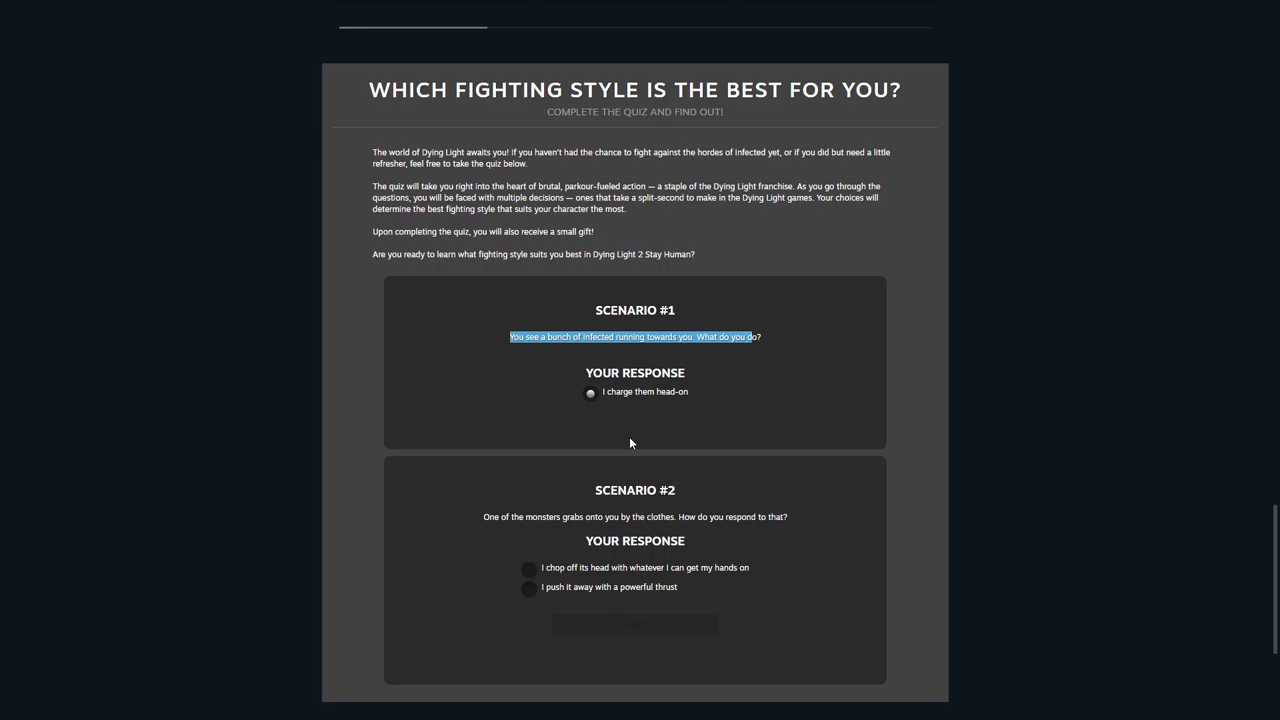 WHICH FIGHTING STYLE IS THE BEST FOR YOU?
COMPLETE THE QUIZ AND FIND OUT!
The world of Dying Light awaits you! If you haven't had the chance to fight against the hordes of Infected yet, or if you did but need a little
refresher, feel free to take the quiz below.
The quiz will take you right into the heart of brutal, parkour-fueled action — a staple of the Dying Light franchise. As you go through the
questions, you will be faced with multiple decisions — ones that take a split-second to make in the Dying Light games. Your choices will
determine the best fighting style that suits your character the most.
Upon completing the quiz, you will also receive a small gift!
Are you ready to learn what fighting style suits you best in Dying Light 2 Stay Human?
SCENARIO #1
You see a bunch of Infected running towards you. What do you do?
YOUR RESPONSE
I charge them head-on
SCENARIO #2
One of the monsters grabs onto you by the clothes. How do you respond to that?
YOUR RESPONSE
I chop off its head with whatever I can get my hands on
I push it away with a powerful thrust